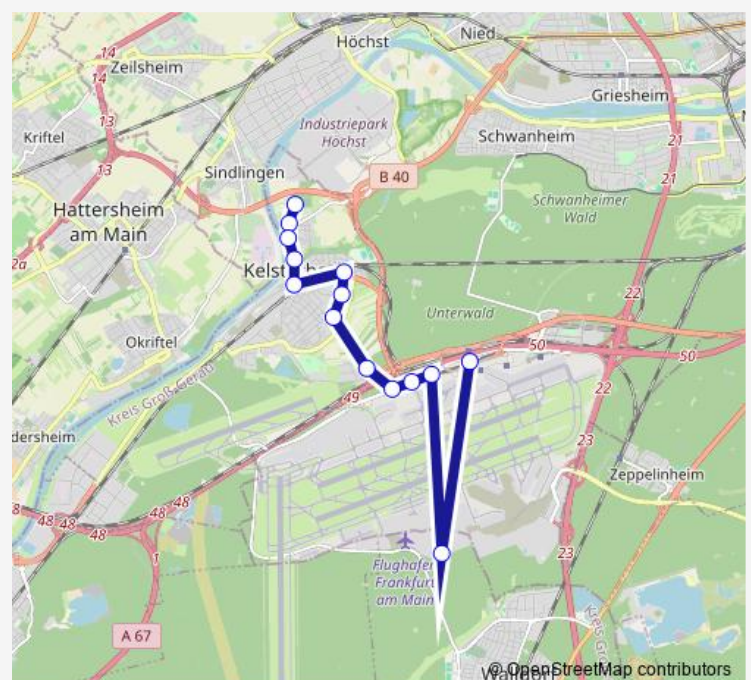 Höchst
Nied
14
14
Zeilsheim
Griesheim
13
Industriepark
Höchst
Schwanheim
Kriftel
21
13
Sindlingen
B 40
21
Hattersheim
am Main
Schwanheimer
Wald
2a
22
Unterwald
Okriftel
50
50
Kreis Groß-Gerau
49
22
dersheim
23
Zeppelinheim
48
48
48
48
1
23
Flughafen
Frankfurt
am Main
A 67
© OpenStreetMap contributors